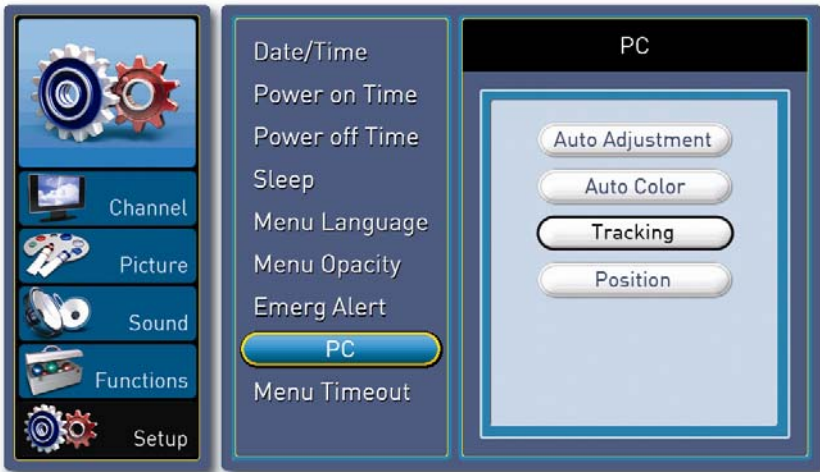 Channel
Picture
Sound
Functions
Setup
Date/Time
Power on Time
Power off Time
Sleep
Menu Language
Menu Opacity
Emerg Alert
PC
Menu Timeout
PC
Auto Adjustment
Auto Color
Tracking
Position